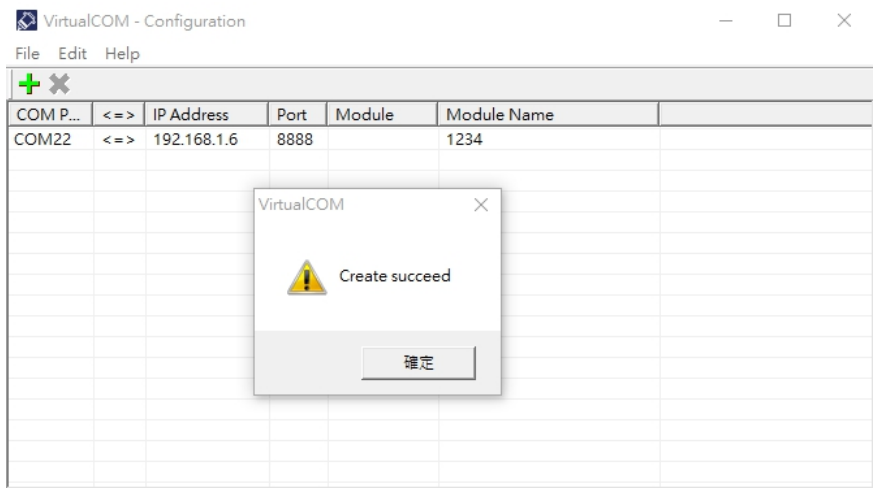 VirtualCOM - Configuration
File Edit Help
COM P... <=> IP Address Port Module Module Name
COM22 <=> 192.168.1.6 8888 1234
VirtualCOM
Create succeed
確定